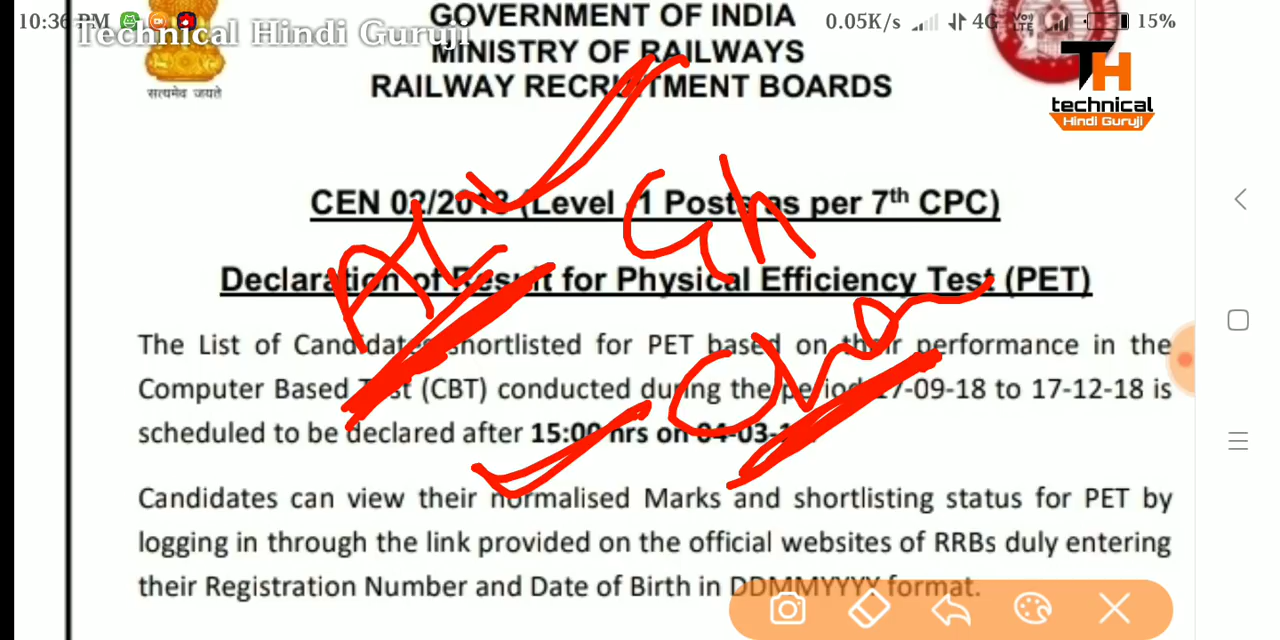 10:36 PM 0.05K/s 4G VoLTE 15%
Technical Hindi Guruji
GOVERNMENT OF INDIA
MINISTRY OF RAILWAYS
RAILWAY RECRUITMENT BOARDS
सत्यमेव जयते
TH
technical
Hindi Guruji
CEN 02/2018 (Level -1 Posts as per 7th CPC)
Declaration of Result for Physical Efficiency Test (PET)
The List of Candidates shortlisted for PET based on their performance in the
Computer Based Test (CBT) conducted during the period 17-09-18 to 17-12-18 is
scheduled to be declared after 15:00 hrs on 04-03-
Candidates can view their normalised Marks and shortlisting status for PET by
logging in through the link provided on the official websites of RRBs duly entering
their Registration Number and Date of Birth in DDMMYYYY format.